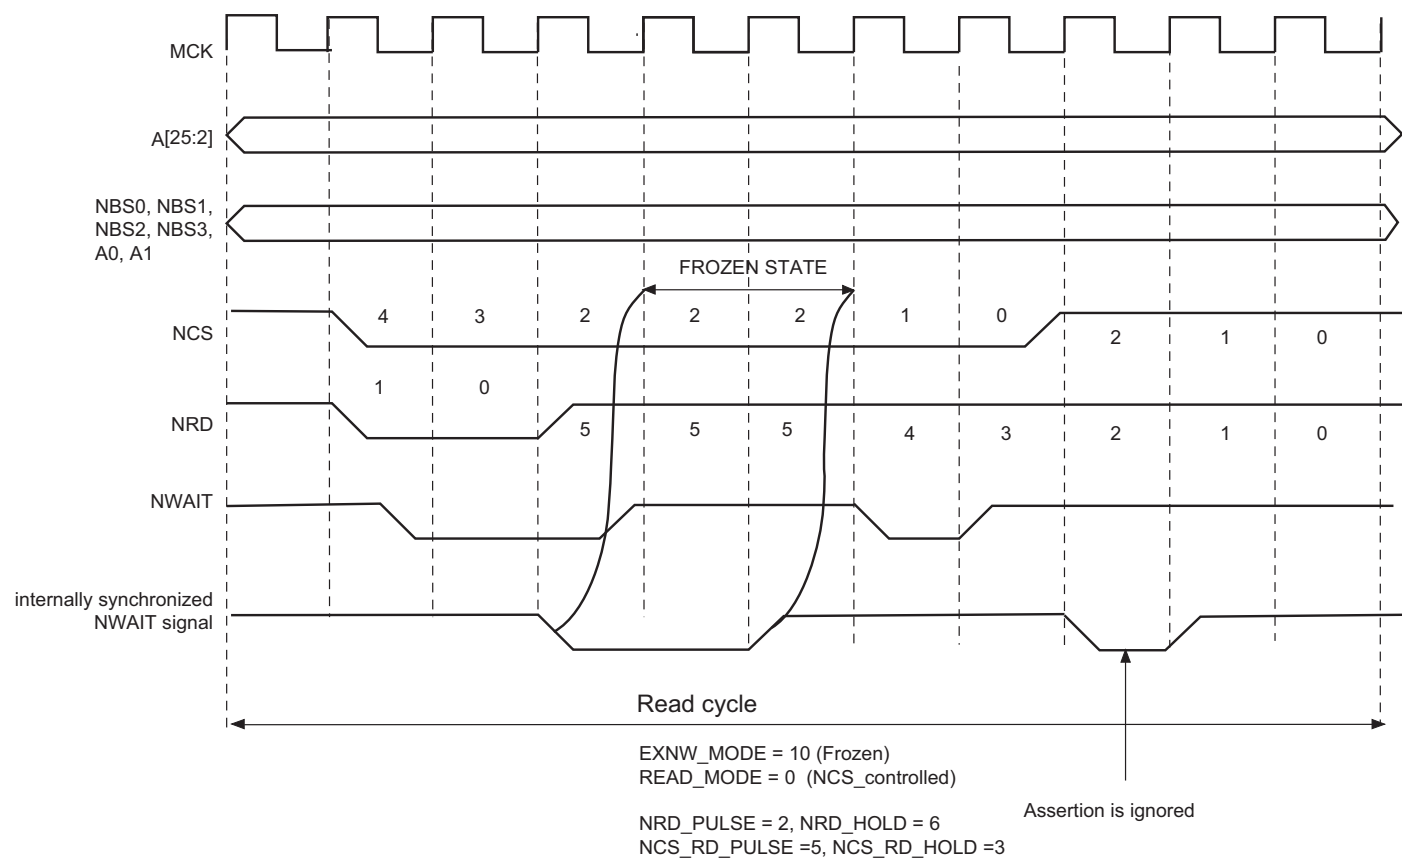 MCK
A[25:2]
NBS0, NBS1,
NBS2, NBS3,
A0, A1
FROZEN STATE
NCS
4 3 2 2 2 1 0
2 1 0
1 0
NRD
5 5 5 4 3 2 1 0
NWAIT
internally synchronized
NWAIT signal
Read cycle
EXNW_MODE = 10 (Frozen)
READ_MODE = 0 (NCS_controlled)
Assertion is ignored
NRD_PULSE = 2, NRD_HOLD = 6
NCS_RD_PULSE =5, NCS_RD_HOLD =3